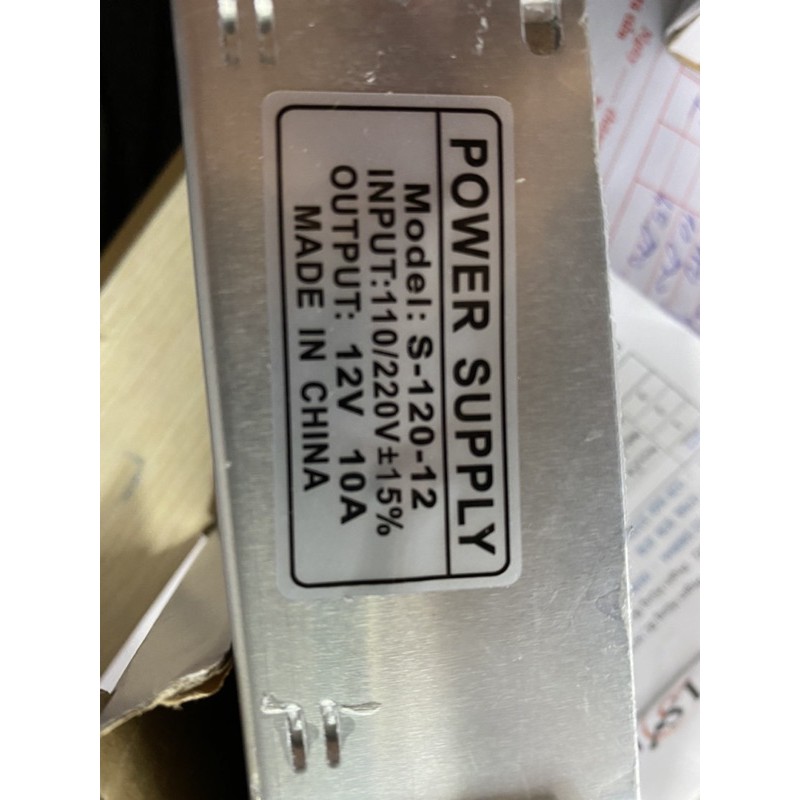 POWER SUPPLY
Model: S-120-12
INPUT:110/220V±15%
OUTPUT: 12V 10A
MADE IN CHINA